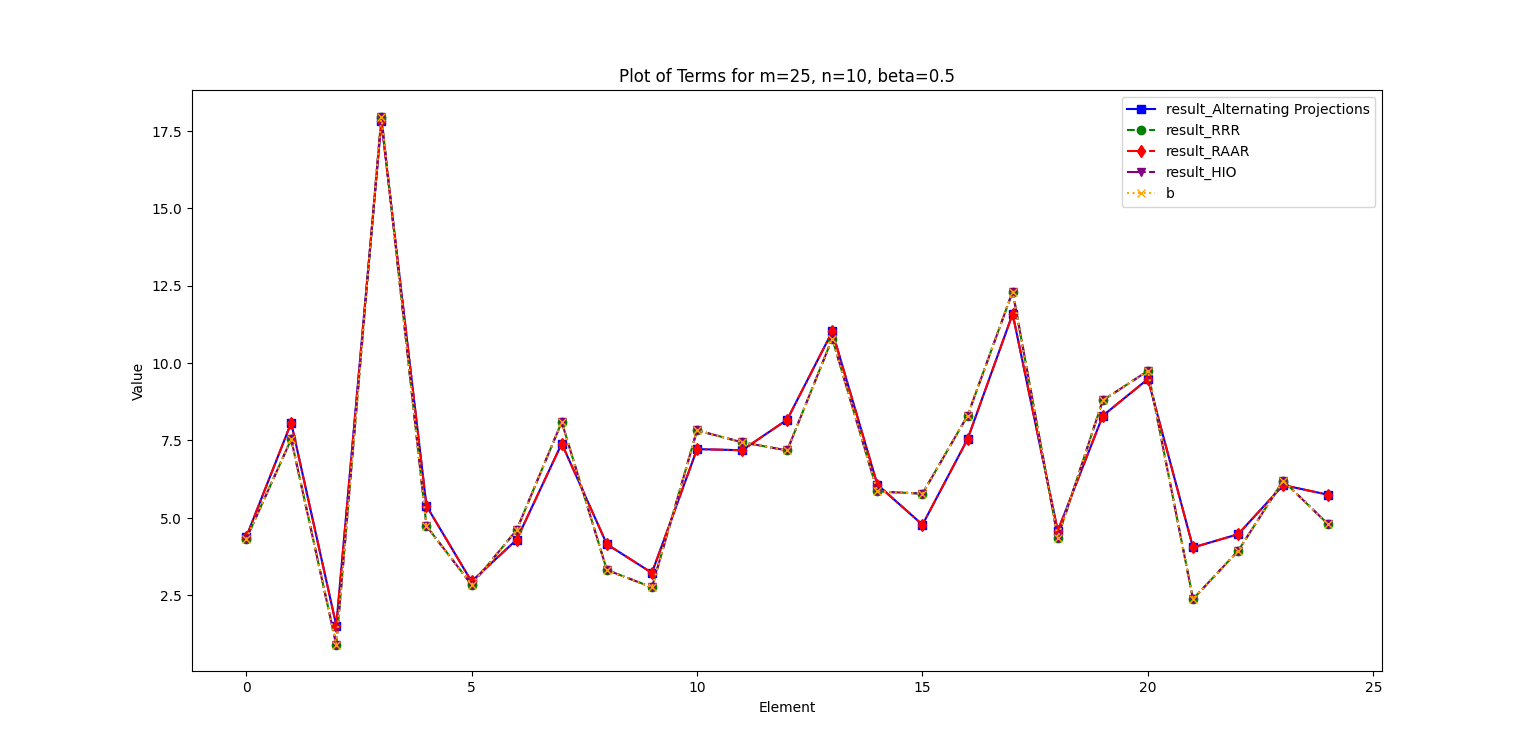 Plot of Terms for m=25, n=10, beta=0.5
result_Alternating Projections
result_RRR
result_RAAR
result_HIO
b
Value
17.5
15.0
12.5
10.0
7.5
5.0
2.5
0 5 10 15 20 25
Element